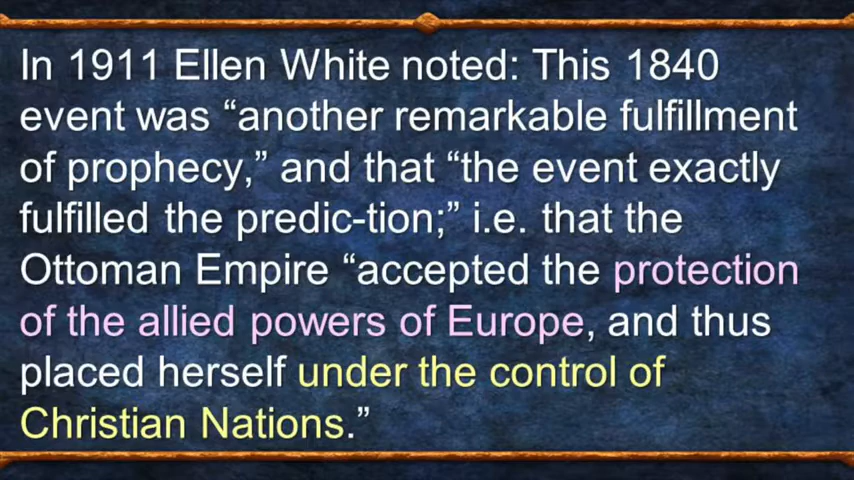 In 1911 Ellen White noted: This 1840
event was “another remarkable fulfillment
of prophecy,” and that “the event exactly
fulfilled the predic-tion;” i.e. that the
Ottoman Empire “accepted the protection
of the allied powers of Europe, and thus
placed herself under the control of
Christian Nations.”